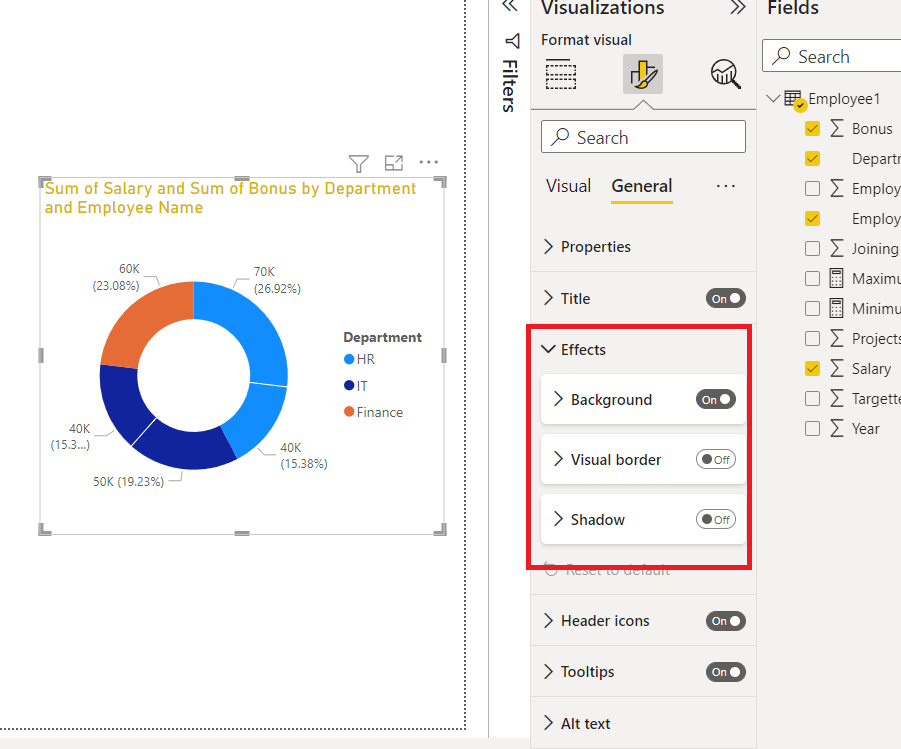 Sum of Salary and Sum of Bonus by Department
and Employee Name
60K
(23.08%)
70K
(26.92%)
40K
(15.3...)
50K (19.23%)
40K
(15.38%)
Department
HR
IT
Finance
Filters
Visualizations
Format visual
Search
Visual
General
...
Properties
Title
On
Effects
Background
On
Visual border
Off
Shadow
Off
Reset to default
Header icons
On
Tooltips
On
Alt text
Fields
Search
Employee1
Bonus
Departr
Employ
Employ
Joining
Maximu
Minimu
Projects
Salary
Targette
Year